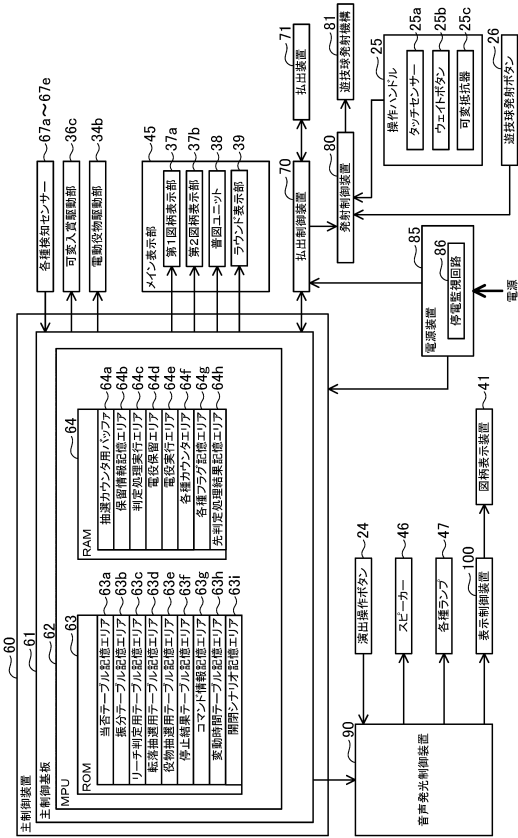 主制御装置
60
主制御基板
61
MPU
62
ROM
63
当否テーブル記憶エリア
63a
振分テーブル記憶エリア
63b
リーチ判定用テーブル記憶エリア
63c
転落抽選用テーブル記憶エリア
63d
役物抽選用テーブル記憶エリア
63e
停止結果テーブル記憶エリア
63f
コマンド情報記憶エリア
63g
変動時間テーブル記憶エリア
63h
開閉シナリオ記憶エリア
63i
RAM
64
抽選カウンタ用バッファ
64a
保留情報記憶エリア
64b
判定処理実行エリア
64c
電役保留エリア
64d
電役実行エリア
64e
各種カウンタエリア
64f
各種フラグ記憶エリア
64g
先判定処理結果記憶エリア
64h
各種検知センサー
67a～67e
可変入賞駆動部
36c
電動役物駆動部
34b
メイン表示部
45
第1図柄表示部
37a
第2図柄表示部
37b
普図ユニット
38
ラウンド表示部
39
払出制御装置
70
払出装置
71
発射制御装置
80
遊技球発射機構
81
操作ハンドル
25
タッチセンサー
25a
ウェイトボタン
25b
可変抵抗器
25c
遊技球発射ボタン
26
電源装置
85
停電監視回路
86
電源
音声発光制御装置
90
演出操作ボタン
24
スピーカー
46
各種ランプ
47
表示制御装置
100
図柄表示装置
41